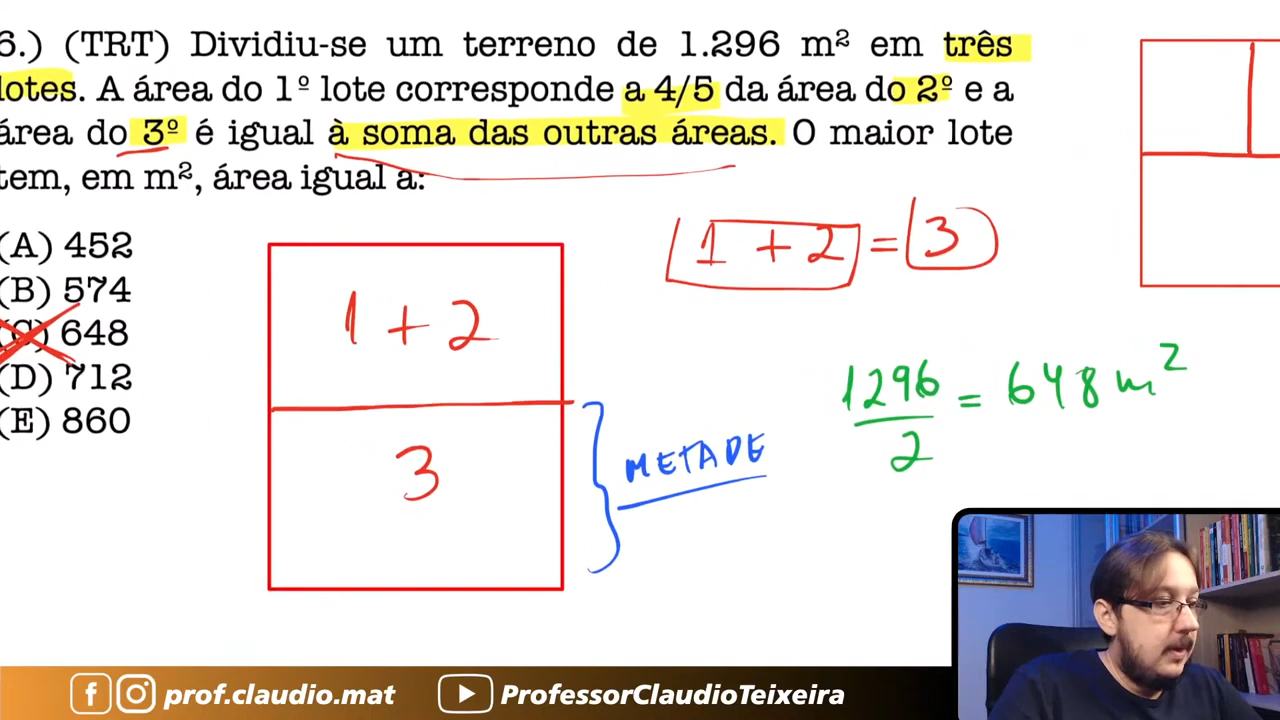 6.) (TRT) Dividiu-se um terreno de 1.296 m² em três
lotes. A área do 1º lote corresponde a 4/5 da área do 2º e a
área do 3º é igual à soma das outras áreas. O maior lote
tem, em m², área igual a:
(A) 452
(B) 574
(C) 648
(D) 712
(E) 860
1 + 2 = 3
1 + 2
3
METADE
1296/2 = 648 m²
prof.claudio.mat
ProfessorClaudioTeixeira